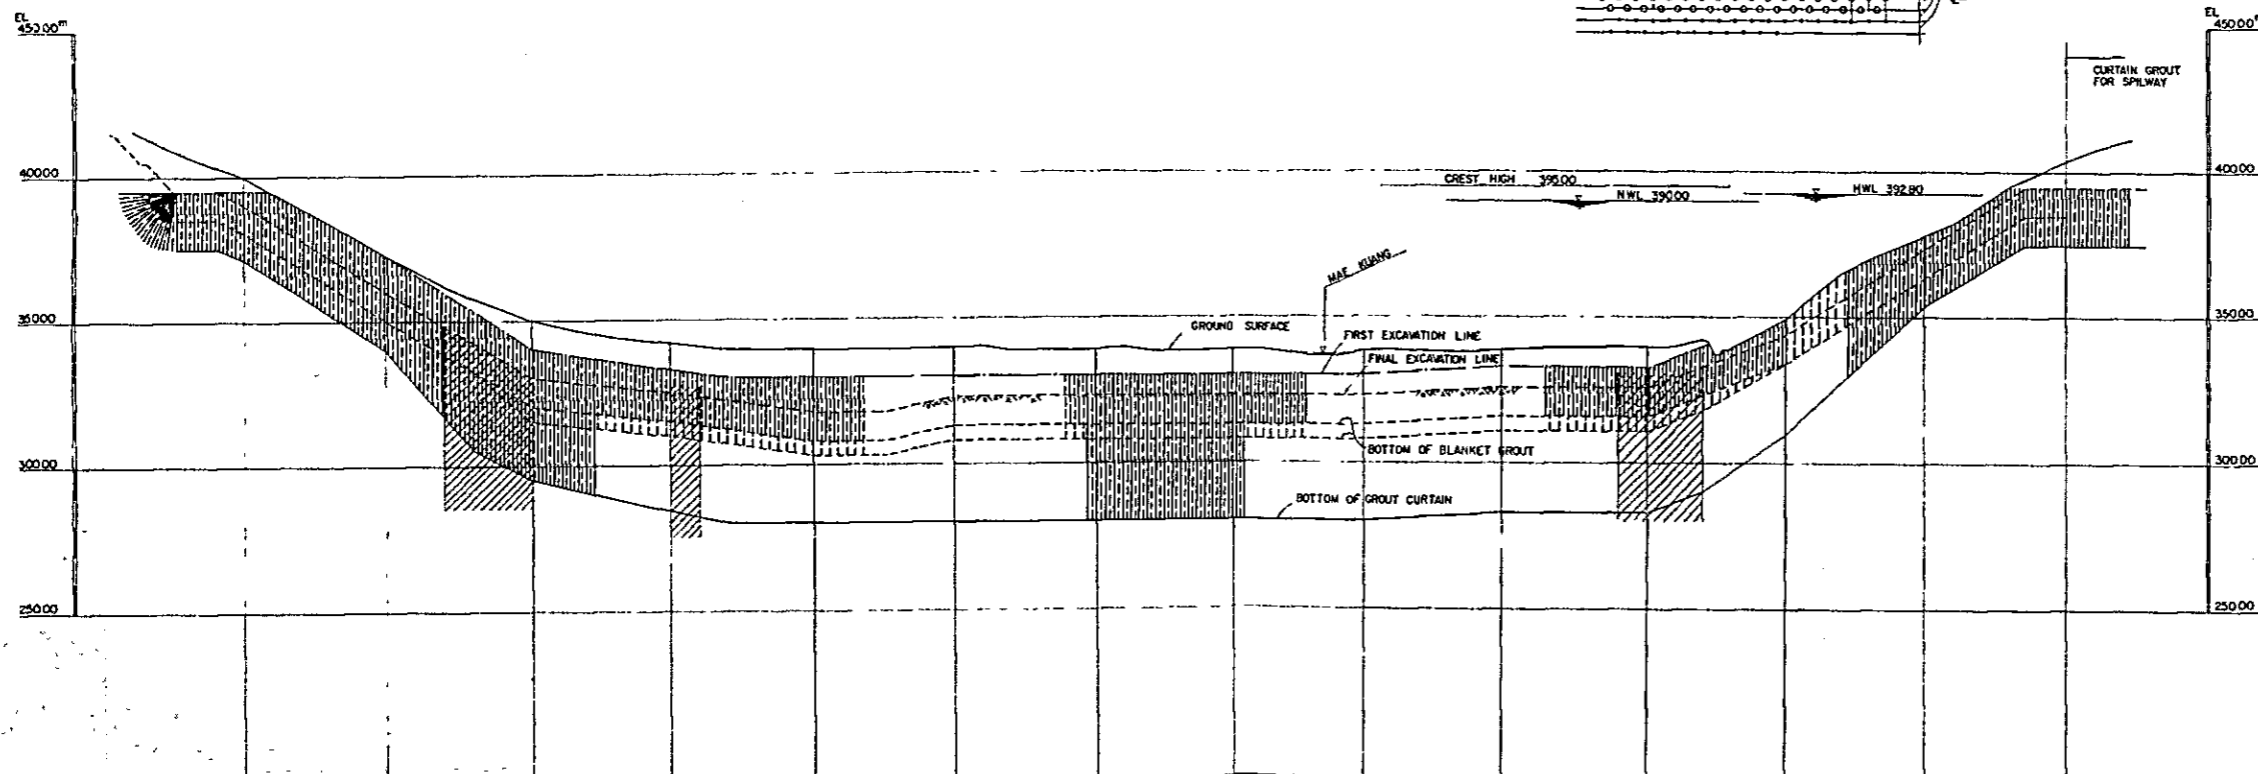 EL
450.00 m
EL
450.00 m
CURTAIN GROUT
FOR SPILWAY
400.00
CREST HIGH 395.00
NWL 390.00
HWL 392.80
400.00
MAE KUANG
350.00
GROUND SURFACE
FIRST EXCAVATION LINE
FINAL EXCAVATION LINE
350.00
BOTTOM OF BLANKET GROUT
300.00
300.00
BOTTOM OF GROUT CURTAIN
250.00
250.00